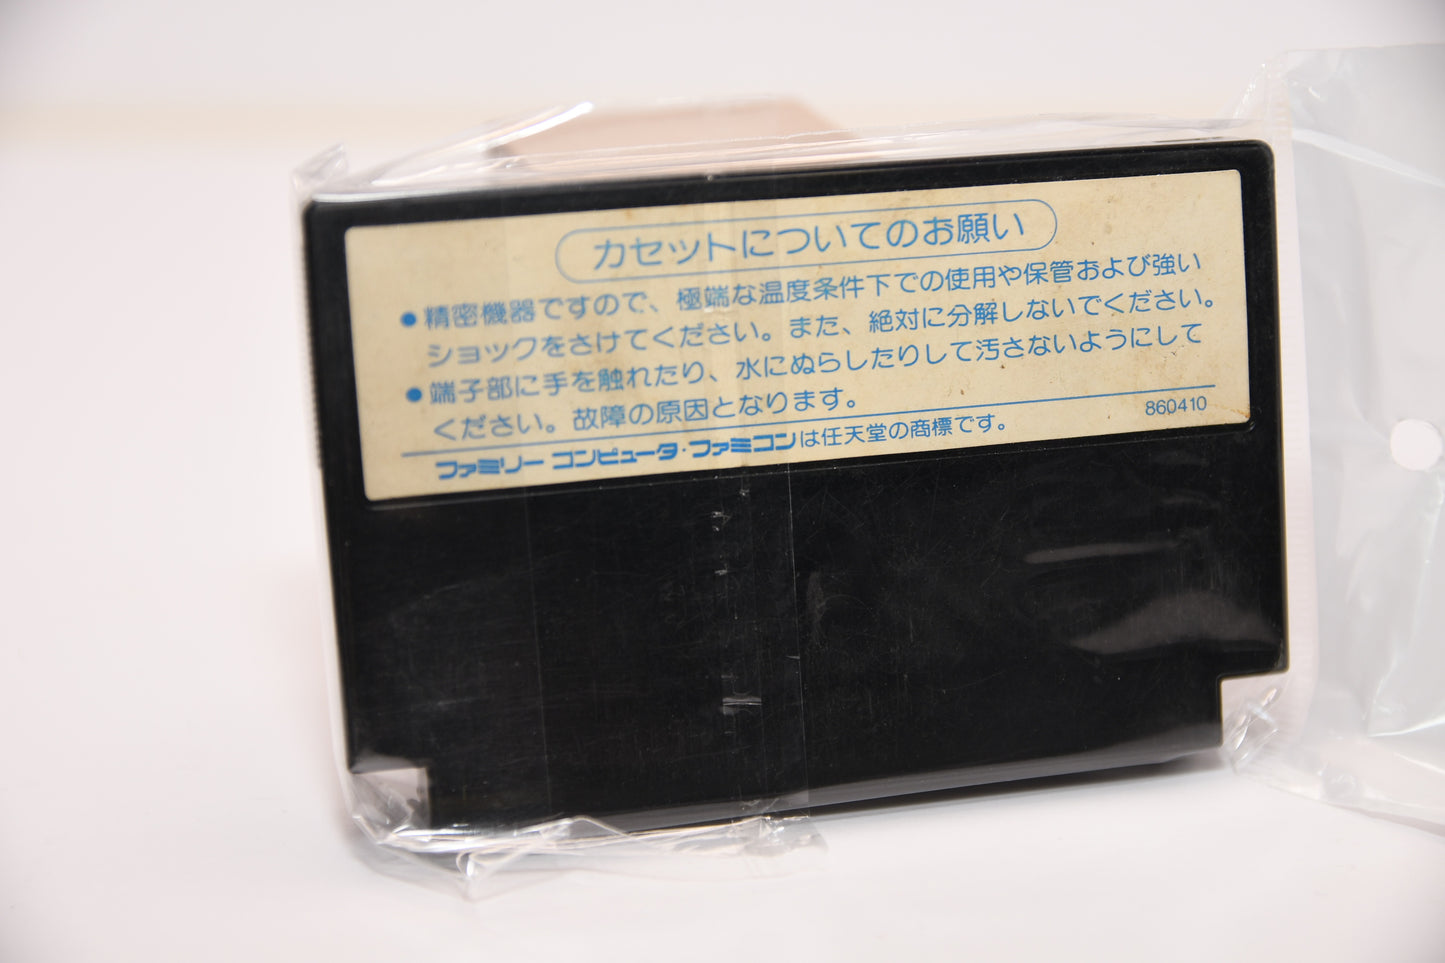 カセットについてのお願い
●精密機器ですので、極端な温度条件下での使用や保管および強い
ショックをさけてください。また、絶対に分解しないでください。
●端子部に手を触れたり、水にぬらしたりして汚さないようにして
ください。故障の原因となります。
860410
ファミリー コンピュータ・ファミコンは任天堂の商標です。